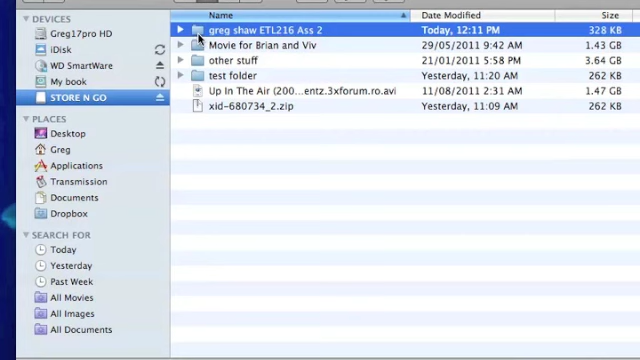 Name Date Modified Size
DEVICES
Greg17pro HD
iDisk
WD SmartWare
My book
STORE N GO
PLACES
Desktop
Greg
Applications
Transmission
Documents
Dropbox
SEARCH FOR
Today
Yesterday
Past Week
All Movies
All Images
All Documents
greg shaw ETL216 Ass 2 Today, 12:11 PM 328 KB
Movie for Brian and Viv 29/05/2011 9:42 AM 1.43 GB
other stuff 21/01/2011 5:58 PM 3.64 GB
test folder Yesterday, 11:20 AM 262 KB
Up In The Air (200...entz.3xforum.ro.avi 11/08/2011 2:31 AM 1.47 GB
xid-680734_2.zip Yesterday, 11:09 AM 262 KB